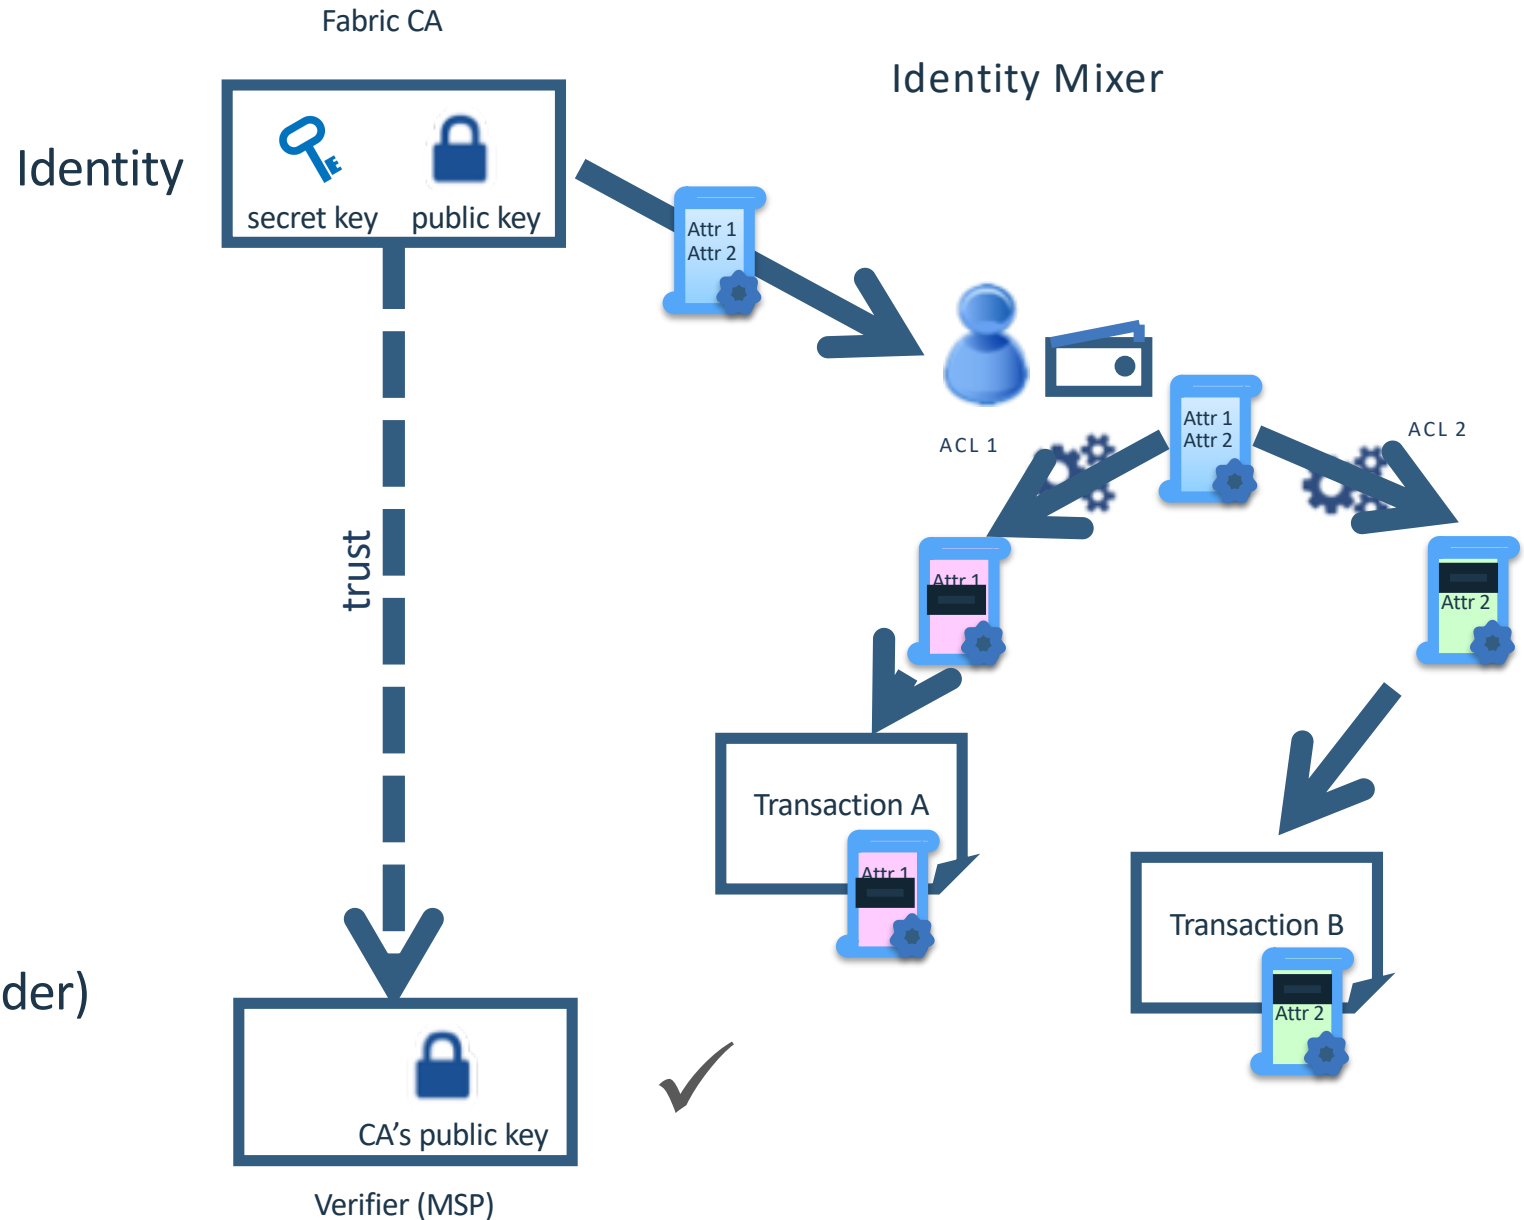 Fabric CA
Identity Mixer
Identity
secret key
public key
Attr 1
Attr 2
Attr 1
Attr 2
ACL 1
ACL 2
trust
Attr 1
Attr 2
Transaction A
Attr 1
Transaction B
Attr 2
der)
CA's public key
Verifier (MSP)